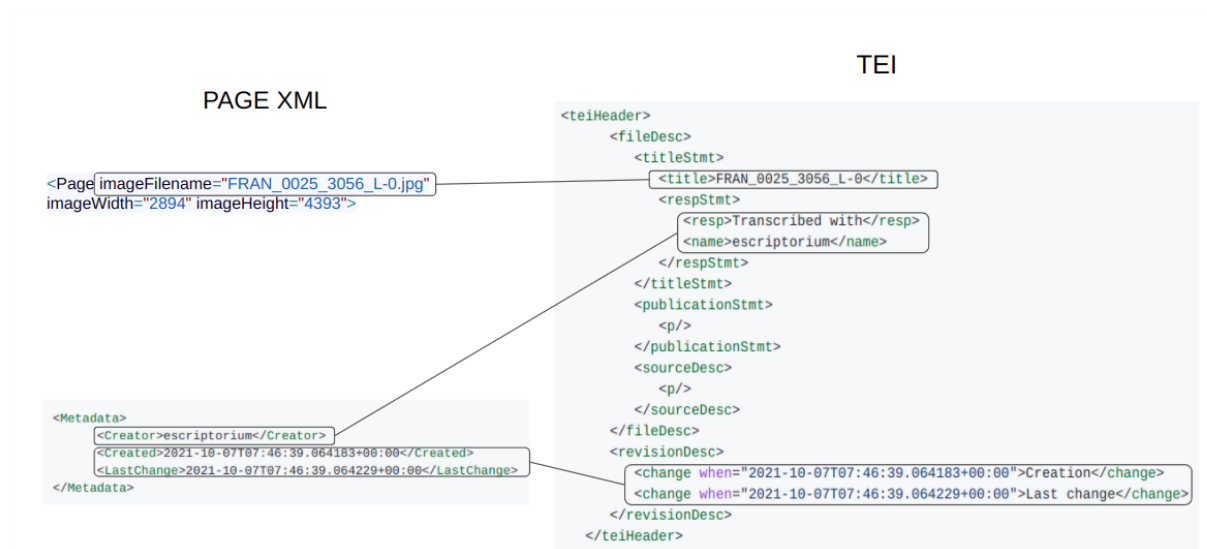 PAGE XML
<Page imageFilename="FRAN_0025_3056_L-0.jpg"
imageWidth="2894" imageHeight="4393">
<Metadata>
<Creator>escriptorium</Creator>
<Created>2021-10-07T07:46:39.064183+00:00</Created>
<LastChange>2021-10-07T07:46:39.064229+00:00</LastChange>
</Metadata>
TEI
<teiHeader>
<fileDesc>
<titleStmt>
<title>FRAN_0025_3056_L-0</title>
<respStmt>
<resp>Transcribed with</resp>
<name>escriptorium</name>
</respStmt>
</titleStmt>
<publicationStmt>
<p/>
</publicationStmt>
<sourceDesc>
<p/>
</sourceDesc>
</fileDesc>
<revisionDesc>
<change when="2021-10-07T07:46:39.064183+00:00">Creation</change>
<change when="2021-10-07T07:46:39.064229+00:00">Last change</change>
</revisionDesc>
</teiHeader>